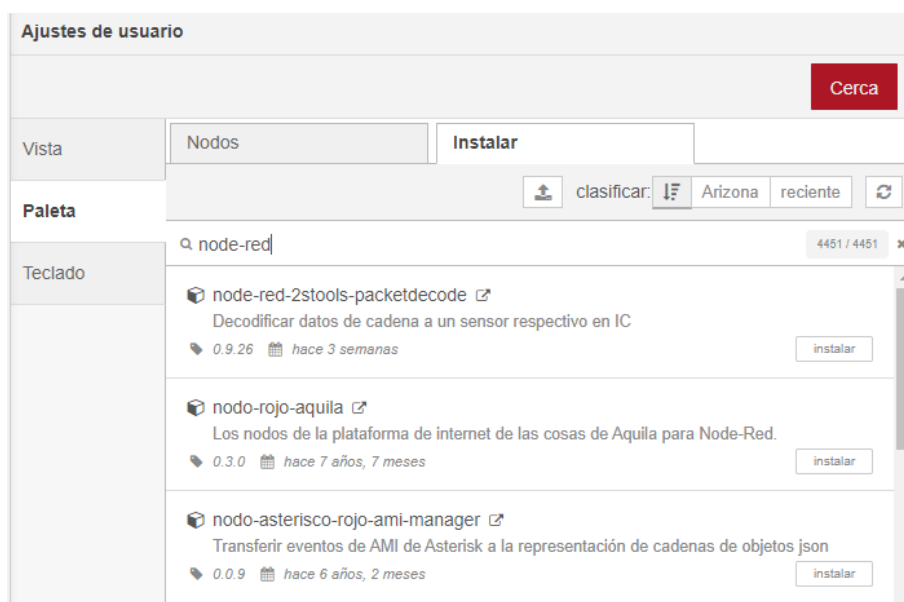 Ajustes de usuario
Cerca
Vista
Nodos
Instalar
clasificar: Arizona reciente
Paleta
node-red 4451 / 4451
Teclado
node-red-2stools-packetdecode
Decodificar datos de cadena a un sensor respectivo en IC
0.9.26 hace 3 semanas instalar
nodo-rojo-aquila
Los nodos de la plataforma de internet de las cosas de Aquila para Node-Red.
0.3.0 hace 7 años, 7 meses instalar
nodo-asterisco-rojo-ami-manager
Transferir eventos de AMI de Asterisk a la representación de cadenas de objetos json
0.0.9 hace 6 años, 2 meses instalar